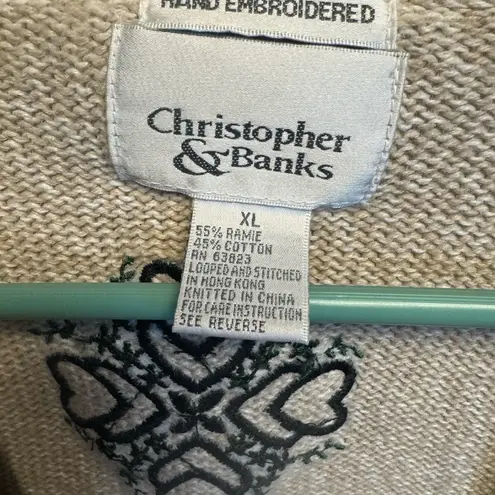 HAND EMBROIDERED
Christopher
& Banks
XL
55% RAMIE
45% COTTON
RN 63823
LOOPED AND STITCHED
IN HONG KONG
KNITTED IN CHINA
FOR CARE INSTRUCTION
SEE REVERSE